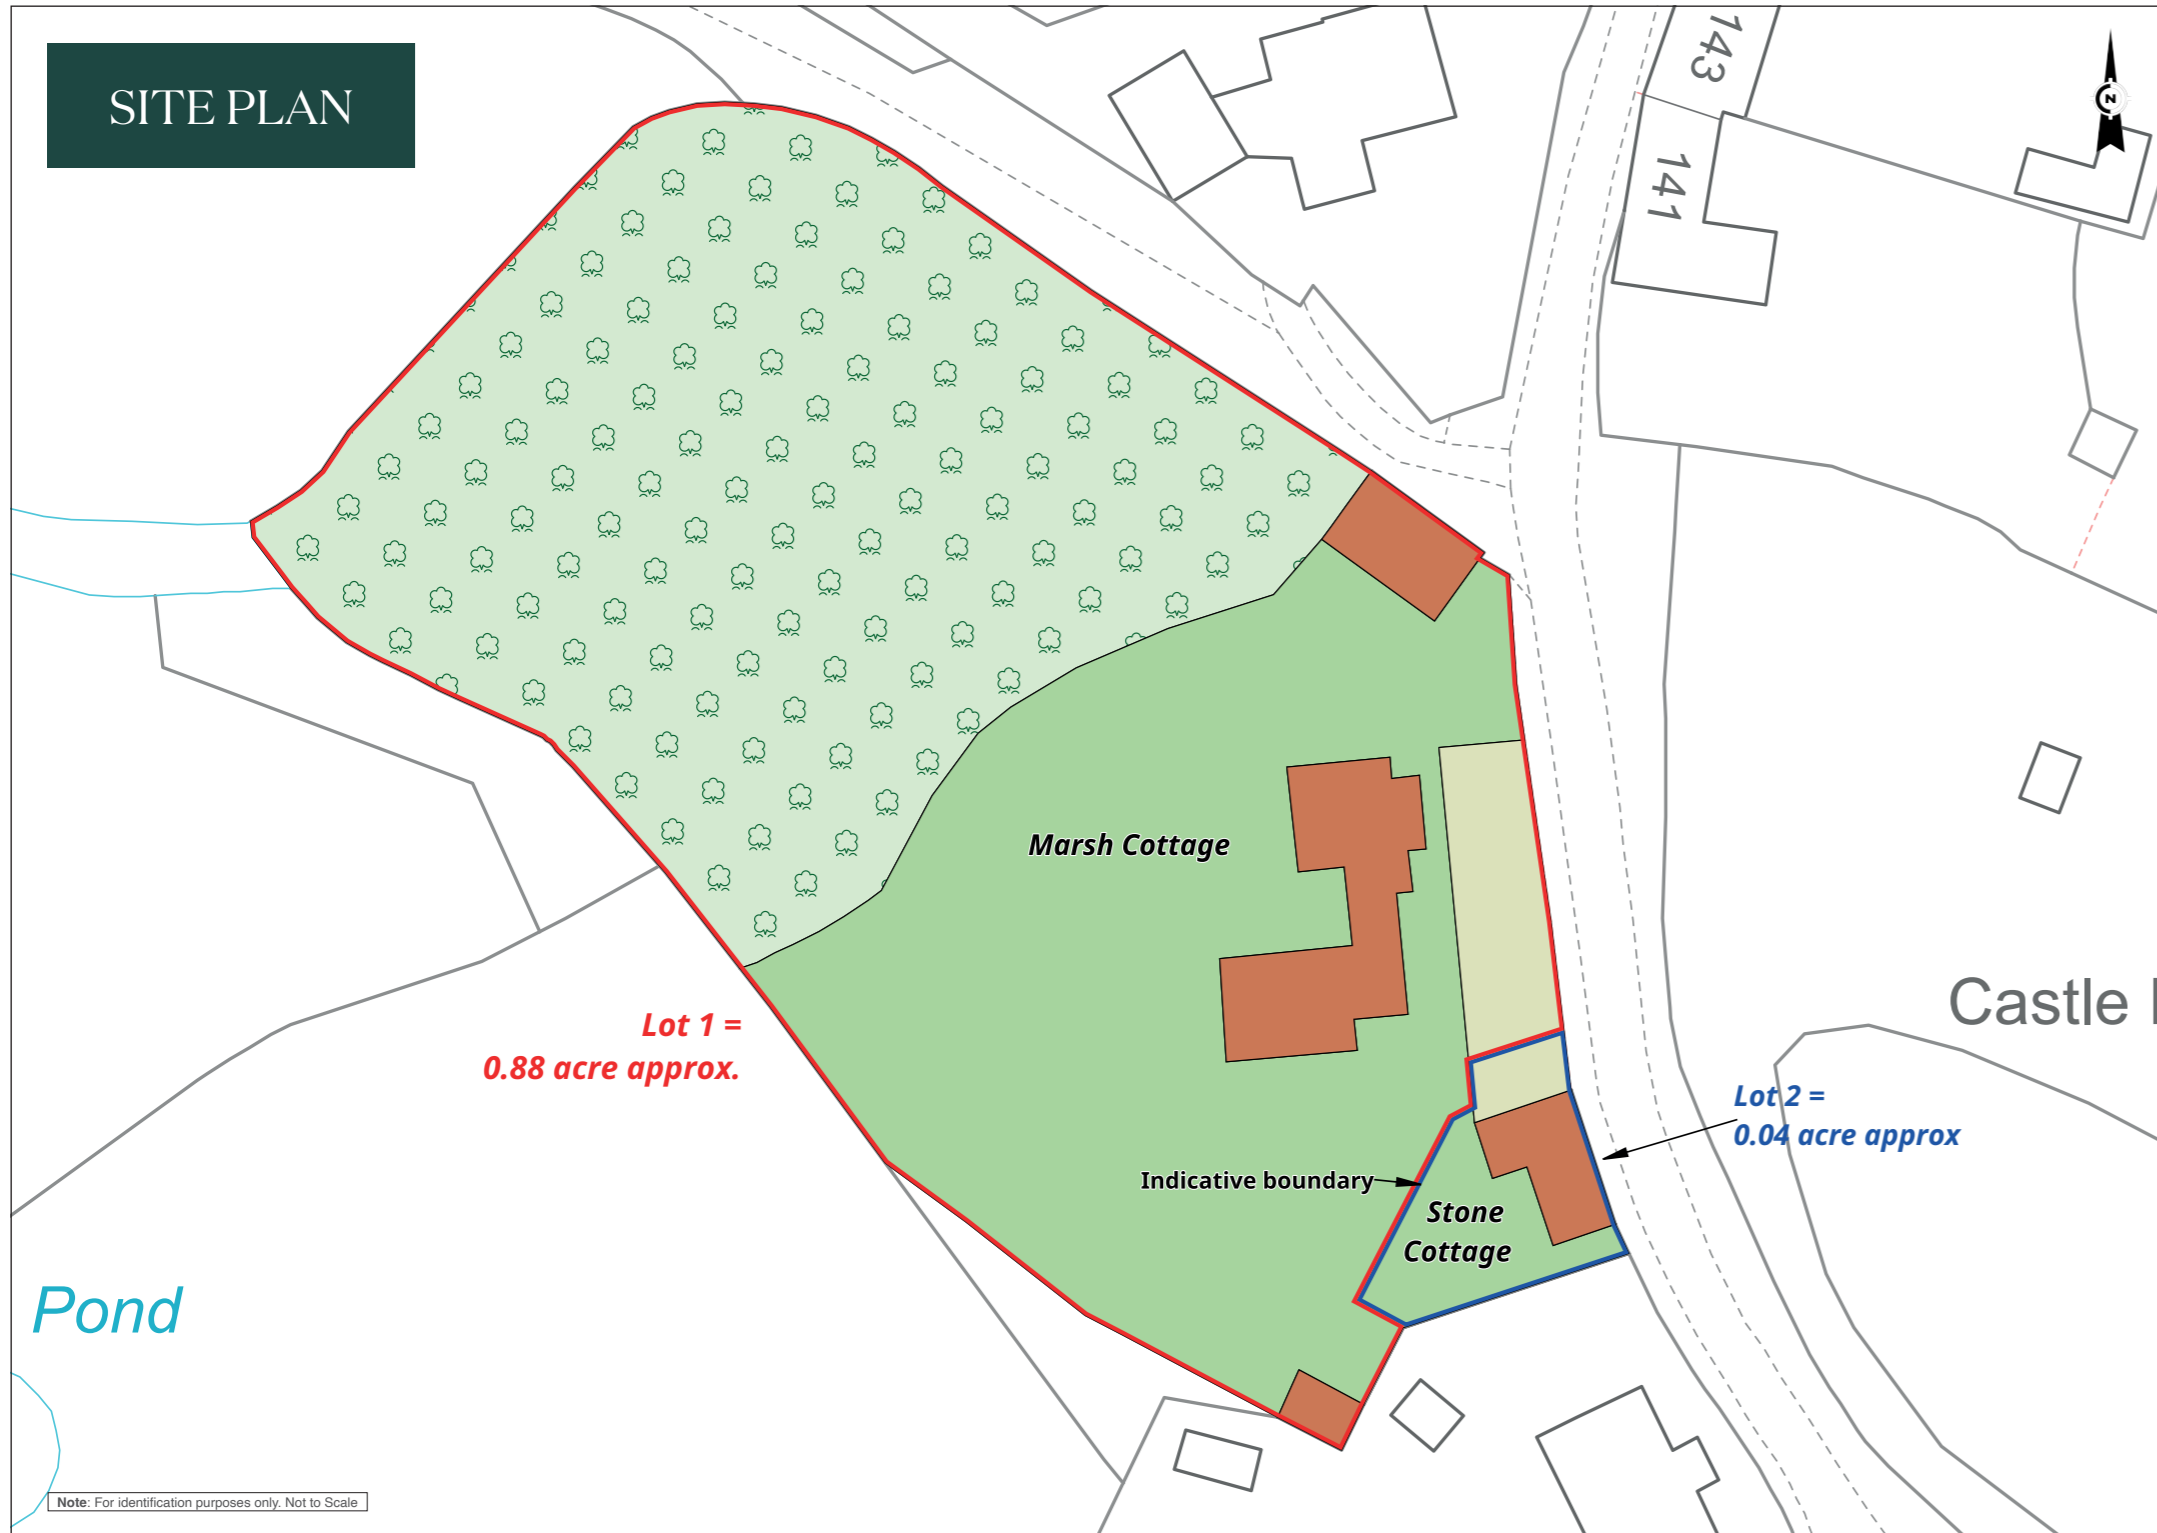 SITE PLAN
143
N
141
Marsh Cottage
Castle
Lot 1 =
0.88 acre approx.
Lot 2 =
0.04 acre approx
Indicative boundary
Stone
Cottage
Pond
Note: For identification purposes only. Not to Scale